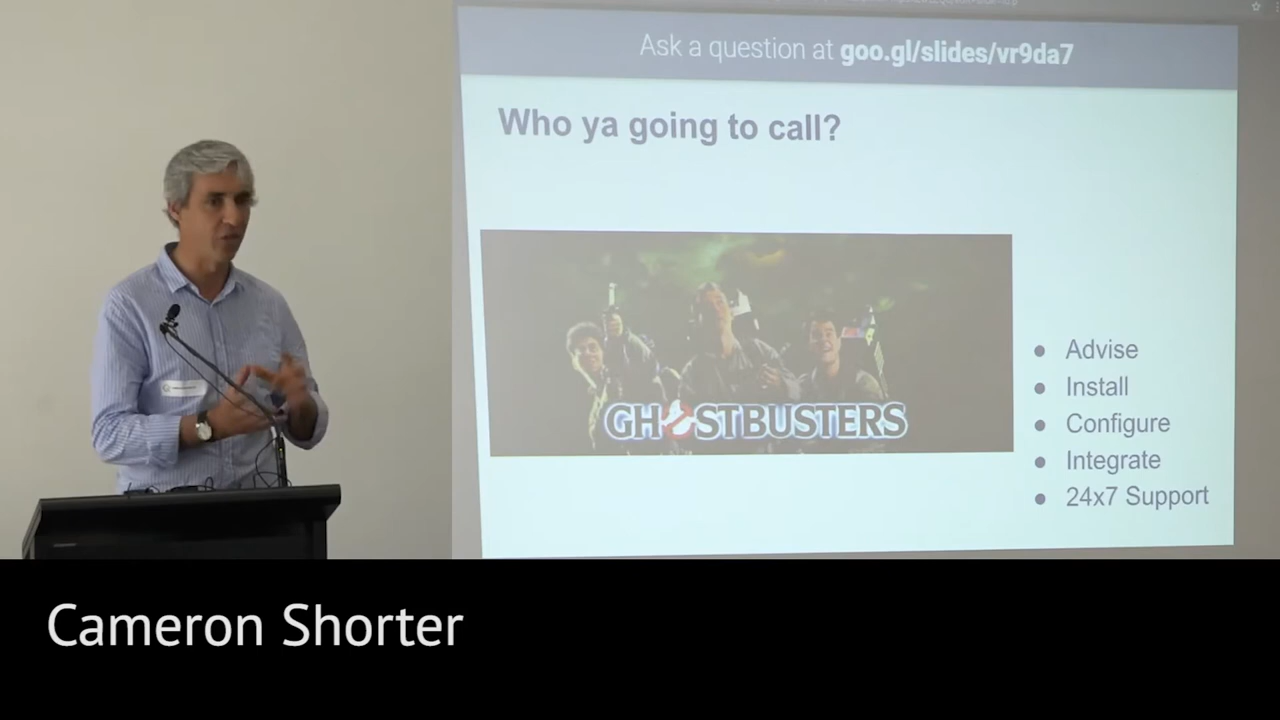 Ask a question at goo.gl/slides/vr9da7
Who ya going to call?
GHOSTBUSTERS
● Advise
● Install
● Configure
● Integrate
● 24x7 Support
Cameron Shorter